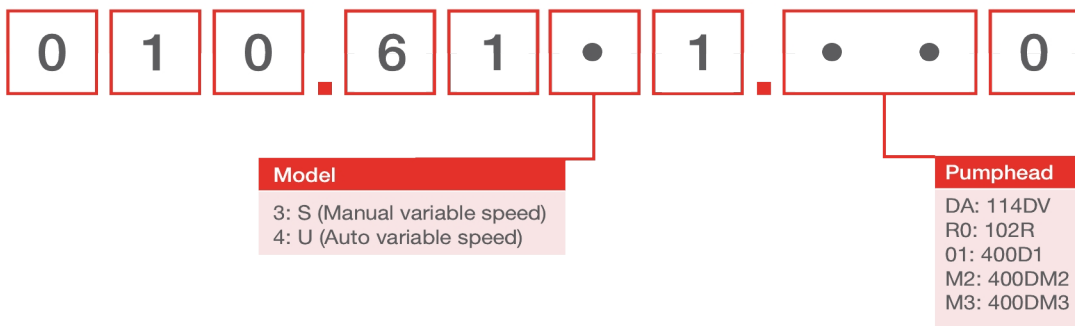 0 1 0 . 6 1 • 1 . • • 0
Model
3: S (Manual variable speed)
4: U (Auto variable speed)
Pumphead
DA: 114DV
R0: 102R
01: 400D1
M2: 400DM2
M3: 400DM3